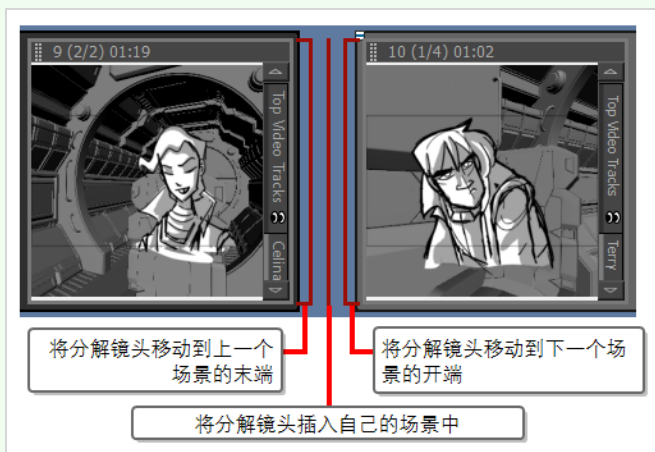 9 (2/2) 01:19
Top Video Tracks
Celina
10 (1/4) 01:02
Top Video Tracks
Terry
将分解镜头移动到上一个
场景的末端
将分解镜头移动到下一个场
景的开端
将分解镜头插入自己的场景中